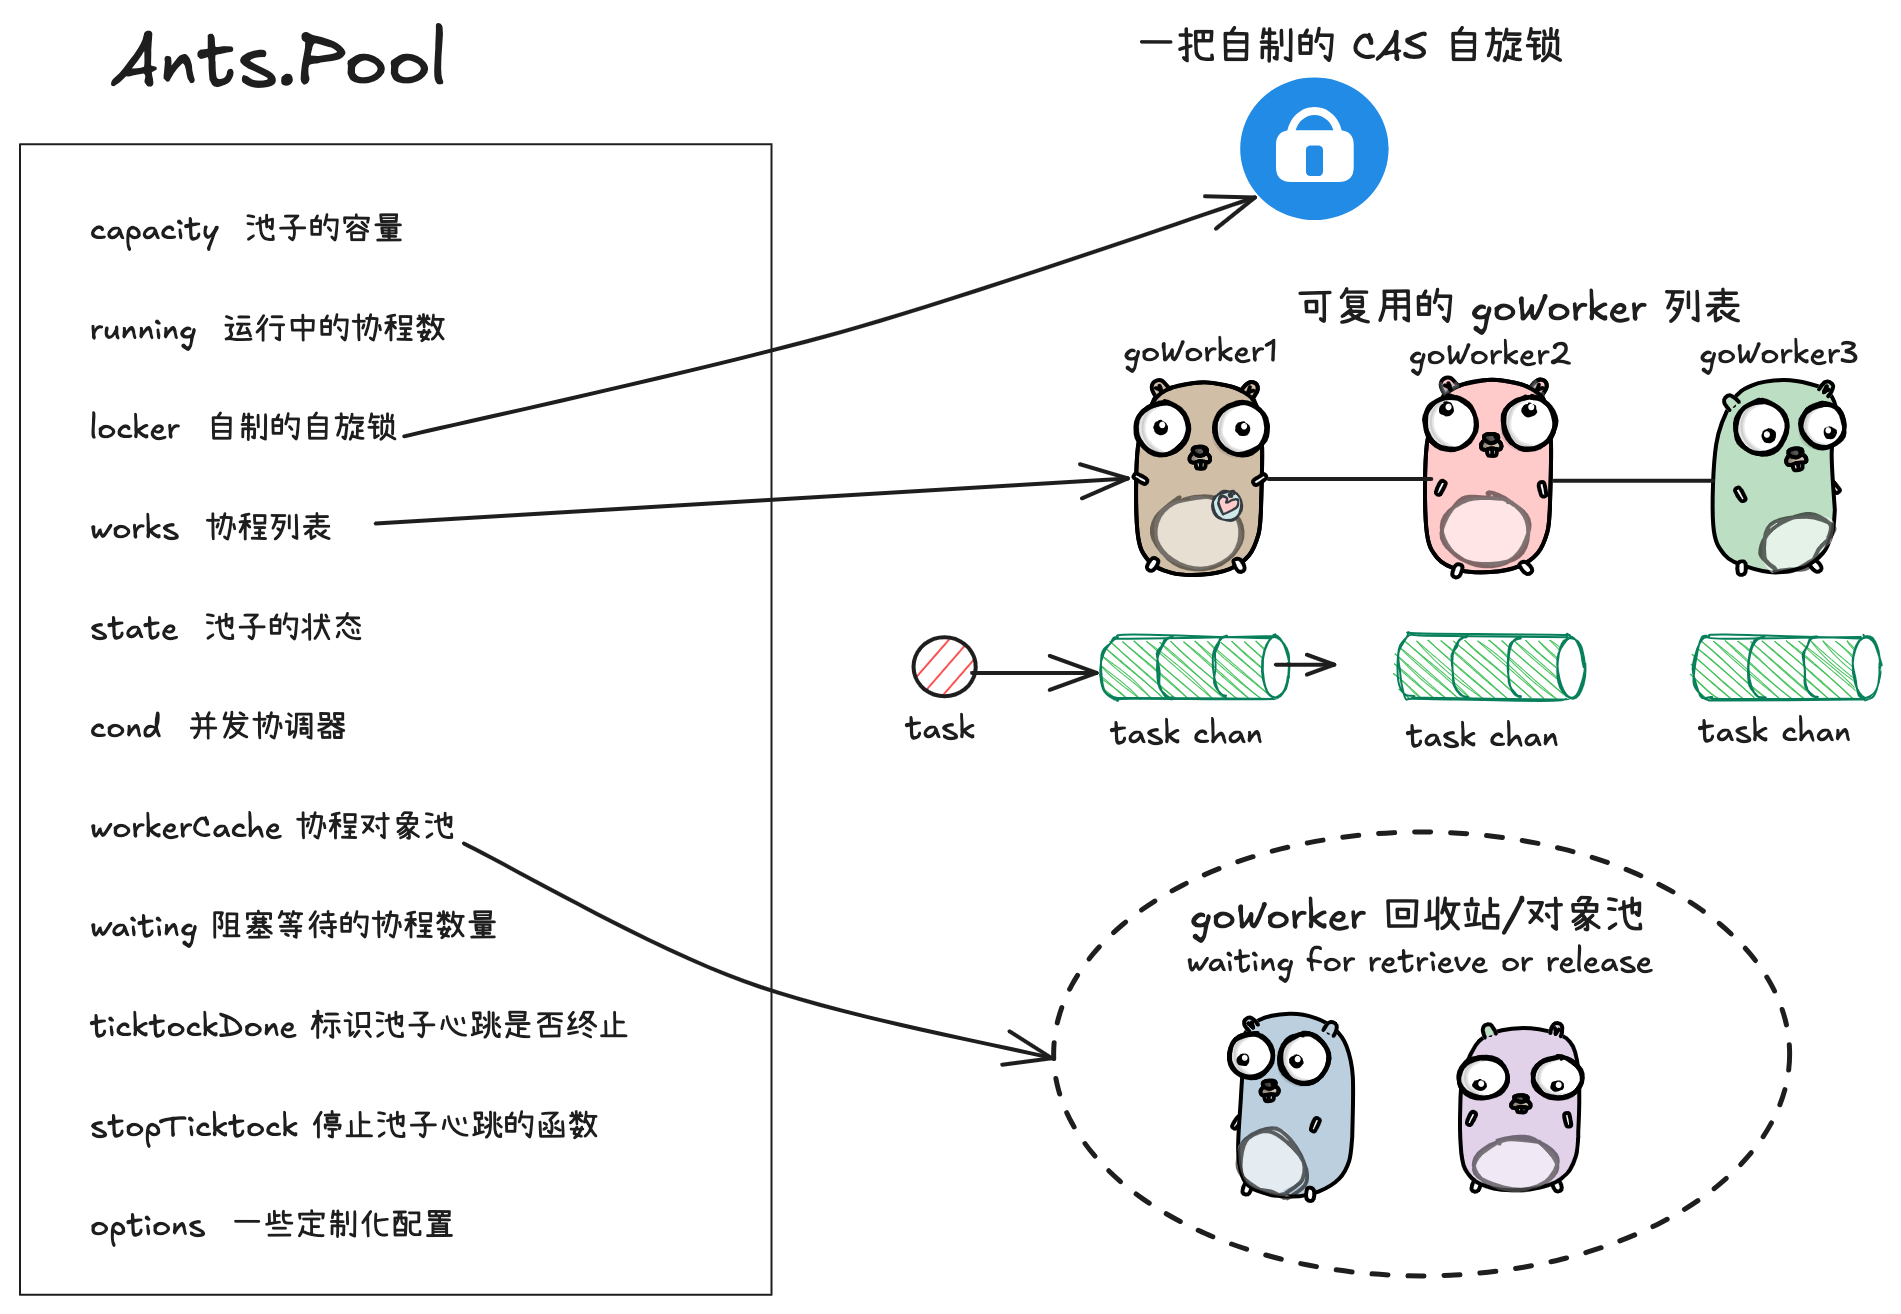 Ants.Pool
capacity 池子的容量
running 运行中的协程数
locker 自制的自旋锁
works 协程列表
state 池子的状态
cond 并发协调器
workerCache 协程对象池
waiting 阻塞等待的协程数量
ticktockDone 标识池子心跳是否终止
stopTicktock 停止池子心跳的函数
options 一些定制化配置
一把自制的 CAS 自旋锁
可复用的 goWorker 列表
goWorker1
goWorker2
goWorker3
task
task chan
task chan
task chan
goWorker 回收站/对象池
waiting for retrieve or release